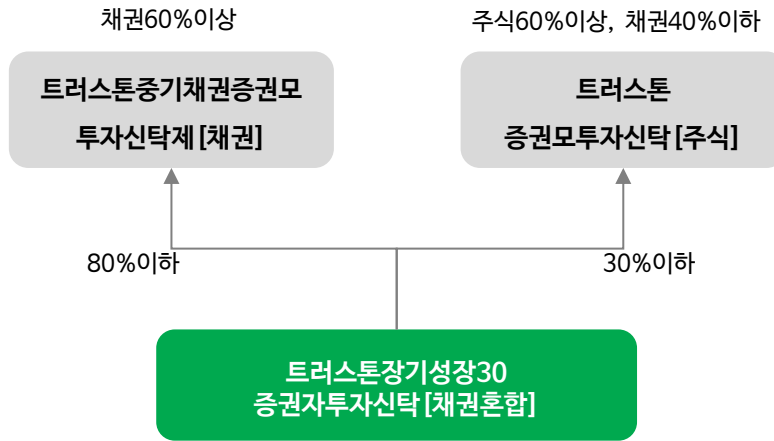 채권60%이상
주식60%이상, 채권40%이하
트러스톤중기채권증권모
투자신탁제[채권]
트러스톤
증권모투자신탁[주식]
80%이하
30%이하
트러스톤장기성장30
증권자투자신탁[채권혼합]